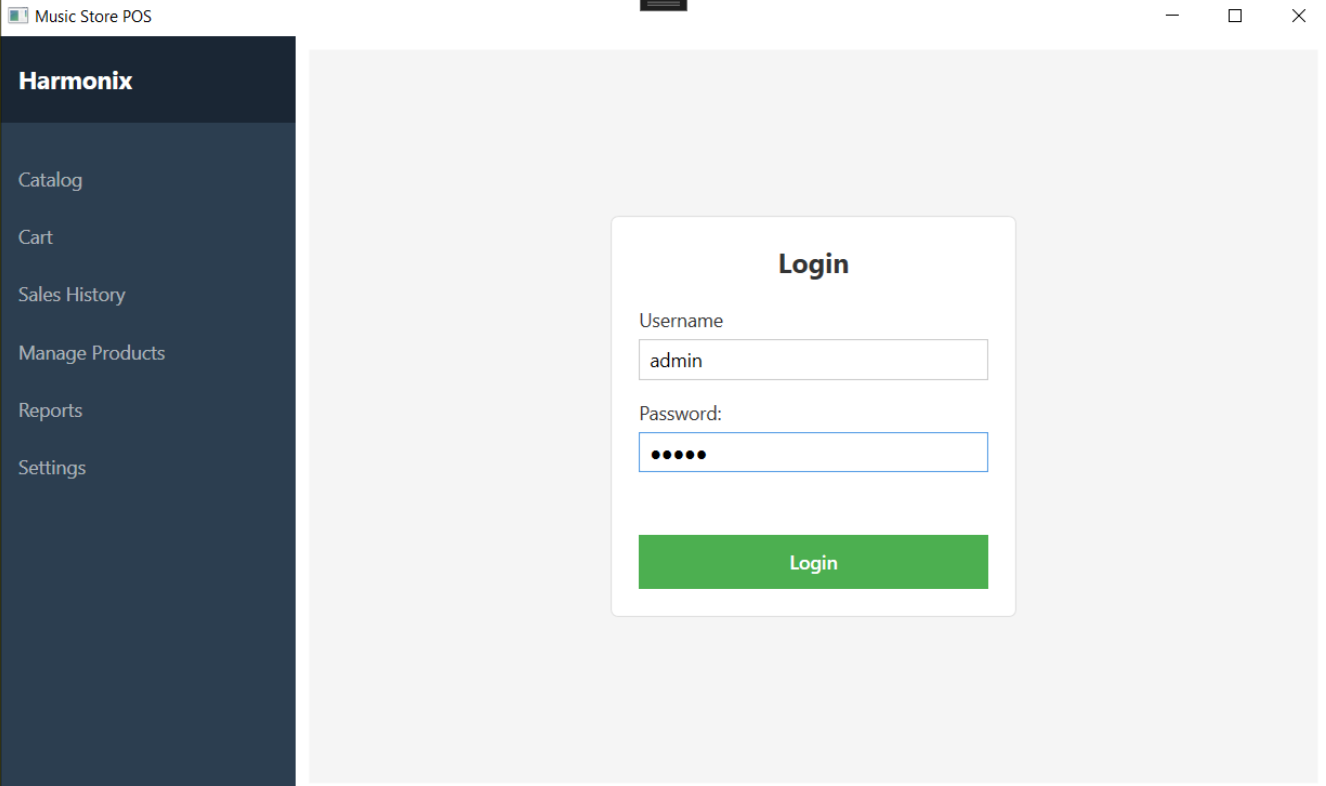 Music Store POS
Harmonix
Catalog
Cart
Sales History
Manage Products
Reports
Settings
Login
Username
admin
Password:
●●●●●
Login